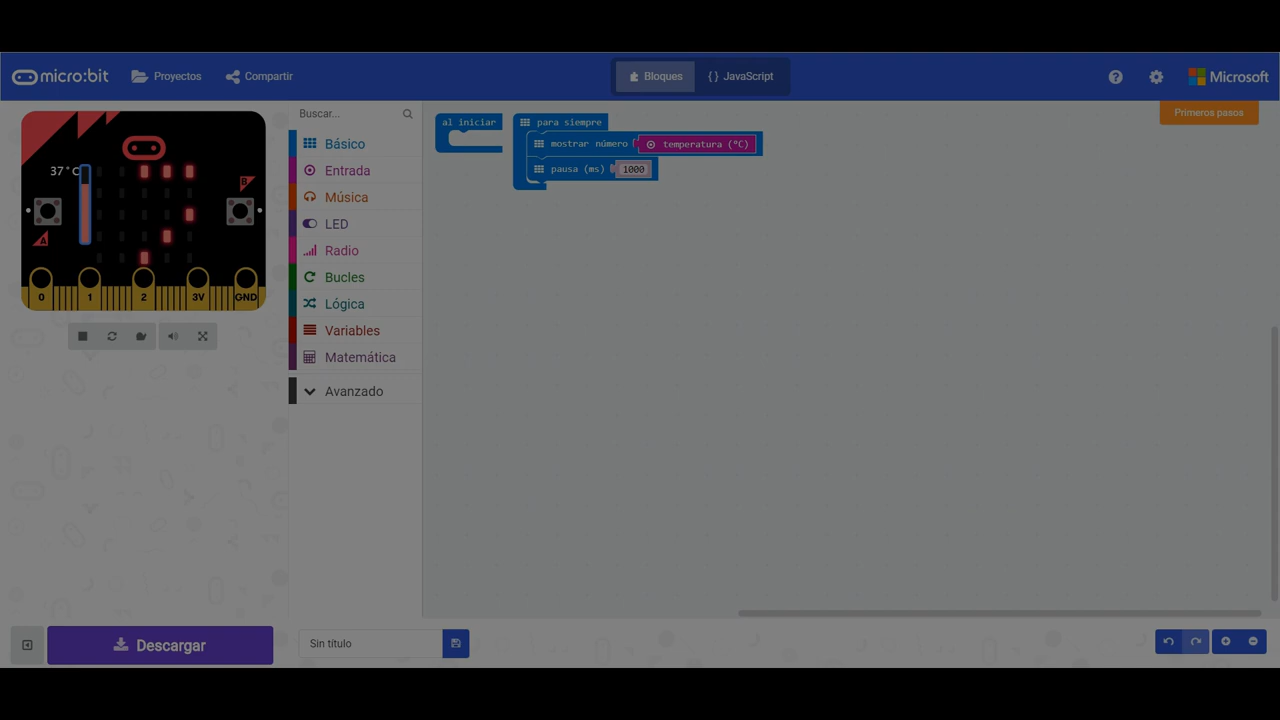 micro:bit
Proyectos
Compartir
Bloques
{ } JavaScript
Microsoft
Primeros pasos
37°C
B
A
0 1 2 3V GND
Buscar...
Básico
Entrada
Música
LED
Radio
Bucles
Lógica
Variables
Matemática
Avanzado
al iniciar
para siempre
mostrar número temperatura (ºC)
pausa (ms) 1000
Descargar
Sin título